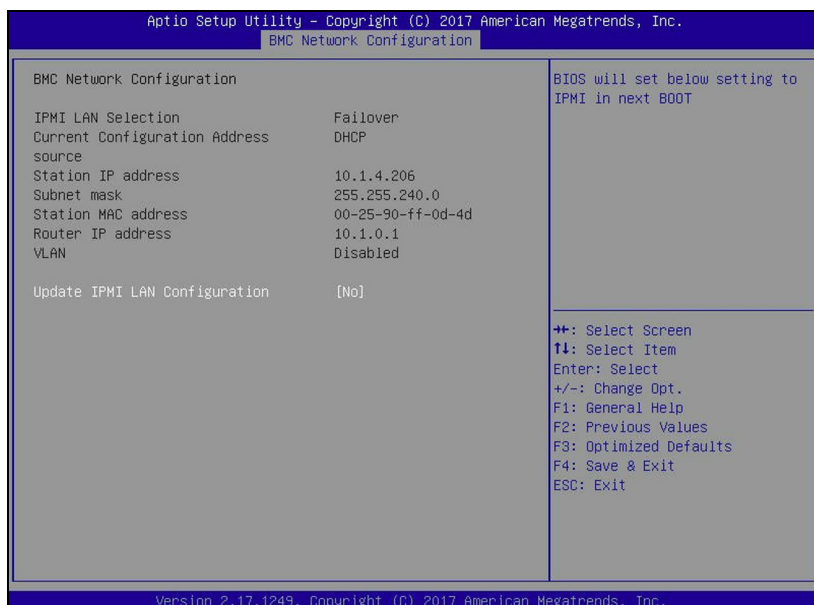 Aptio Setup Utility – Copyright (C) 2017 American Megatrends, Inc.
BMC Network Configuration
BMC Network Configuration
IPMI LAN Selection Failover
Current Configuration Address DHCP
source
Station IP address 10.1.4.206
Subnet mask 255.255.240.0
Station MAC address 00-25-90-ff-0d-4d
Router IP address 10.1.0.1
VLAN Disabled
Update IPMI LAN Configuration [No]
BIOS will set below setting to
IPMI in next BOOT
→←: Select Screen
↑↓: Select Item
Enter: Select
+/-: Change Opt.
F1: General Help
F2: Previous Values
F3: Optimized Defaults
F4: Save & Exit
ESC: Exit
Version 2.17.1249. Copyright (C) 2017 American Megatrends, Inc.